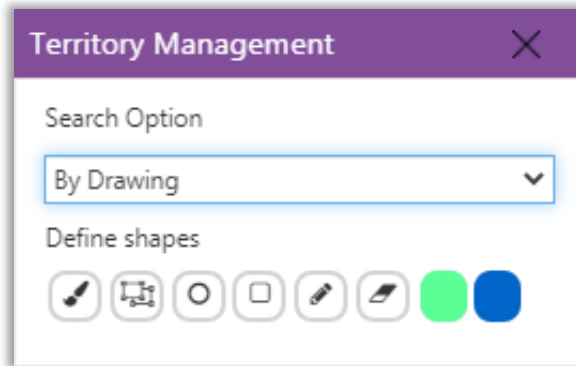 Territory Management
Search Option
By Drawing
Define shapes